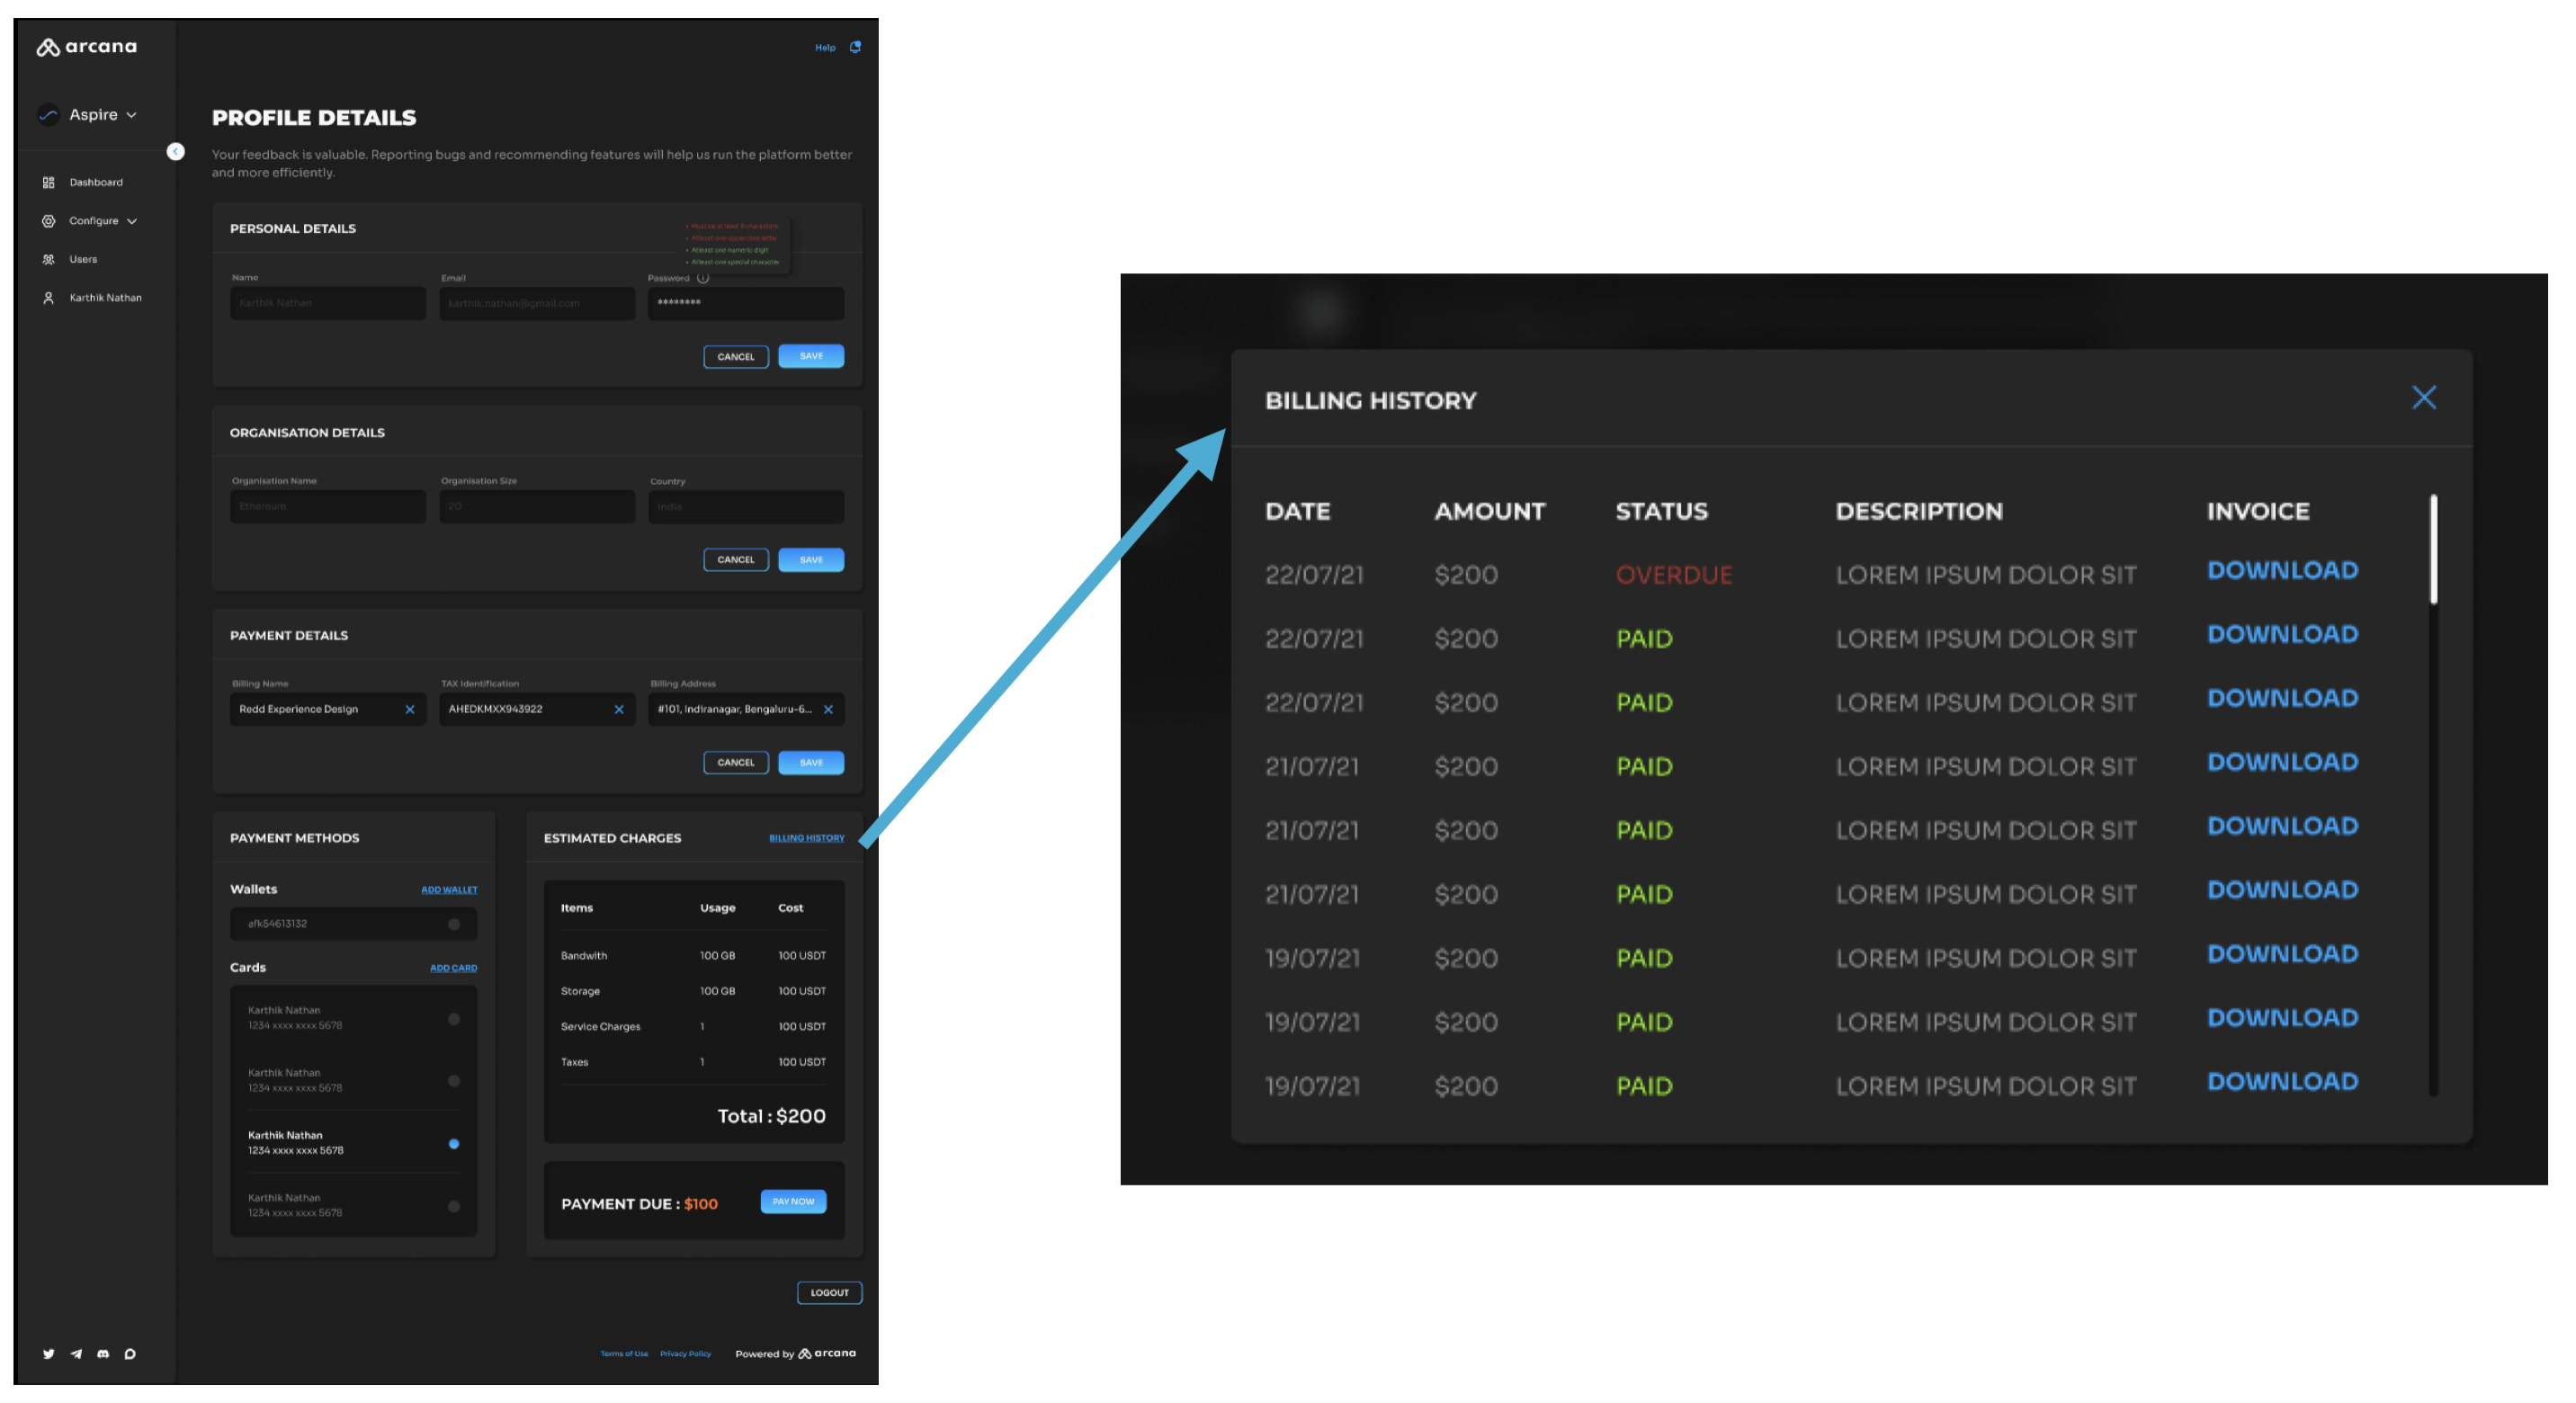 arcana
Help
Aspire
Dashboard
Configure
Users
Karthik Nathan
PROFILE DETAILS
Your feedback is valuable. Reporting bugs and recommending features will help us run the platform better
and more efficiently.
PERSONAL DETAILS
• Must be at least 6 characters
• Atleast one uppercase letter
• Atleast one numeric digit
• Atleast one special character
Name
Email
Password
Karthik Nathan
karthik.nathan@gmail.com
********
CANCEL
SAVE
ORGANISATION DETAILS
Organisation Name
Organisation Size
Country
Ethereum
20
India
CANCEL
SAVE
PAYMENT DETAILS
Billing Name
TAX Identification
Billing Address
Redd Experience Design
AHEDKMXX943922
#101, Indiranagar, Bengaluru-6...
CANCEL
SAVE
PAYMENT METHODS
Wallets
ADD WALLET
afk54613132
Cards
ADD CARD
Karthik Nathan
1234 xxxx xxxx 5678
Karthik Nathan
1234 xxxx xxxx 5678
Karthik Nathan
1234 xxxx xxxx 5678
Karthik Nathan
1234 xxxx xxxx 5678
ESTIMATED CHARGES
BILLING HISTORY
Items Usage Cost
Bandwith 100 GB 100 USDT
Storage 100 GB 100 USDT
Service Charges 1 100 USDT
Taxes 1 100 USDT
Total : $200
PAYMENT DUE : $100
PAY NOW
LOGOUT
Terms of Use
Privacy Policy
Powered by arcana
BILLING HISTORY
DATE AMOUNT STATUS DESCRIPTION INVOICE
22/07/21 $200 OVERDUE LOREM IPSUM DOLOR SIT DOWNLOAD
22/07/21 $200 PAID LOREM IPSUM DOLOR SIT DOWNLOAD
22/07/21 $200 PAID LOREM IPSUM DOLOR SIT DOWNLOAD
21/07/21 $200 PAID LOREM IPSUM DOLOR SIT DOWNLOAD
21/07/21 $200 PAID LOREM IPSUM DOLOR SIT DOWNLOAD
21/07/21 $200 PAID LOREM IPSUM DOLOR SIT DOWNLOAD
19/07/21 $200 PAID LOREM IPSUM DOLOR SIT DOWNLOAD
19/07/21 $200 PAID LOREM IPSUM DOLOR SIT DOWNLOAD
19/07/21 $200 PAID LOREM IPSUM DOLOR SIT DOWNLOAD